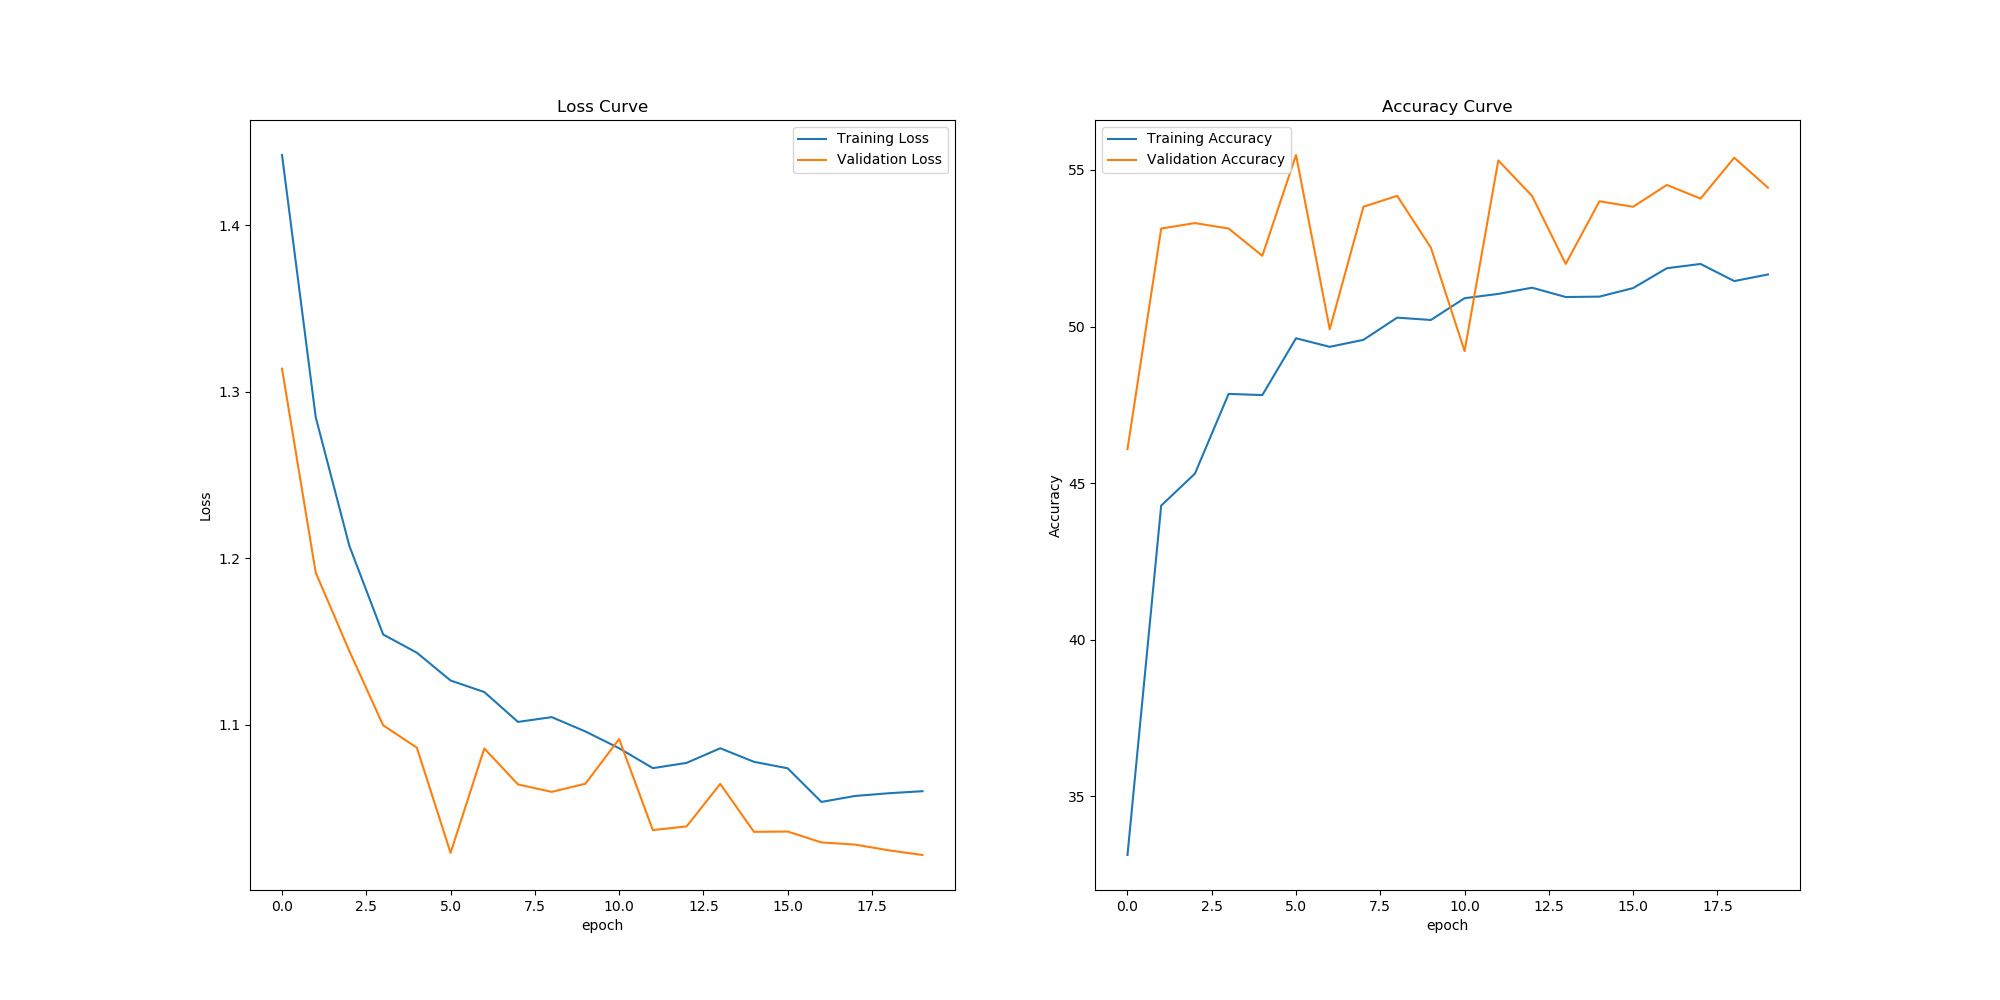 Loss Curve
Training Loss
Validation Loss
1.4
1.3
1.2
1.1
Loss
0.0 2.5 5.0 7.5 10.0 12.5 15.0 17.5
epoch
Accuracy Curve
Training Accuracy
Validation Accuracy
55
50
45
40
35
Accuracy
0.0 2.5 5.0 7.5 10.0 12.5 15.0 17.5
epoch